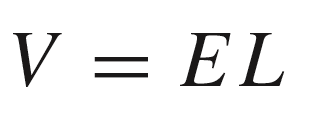 V = EL